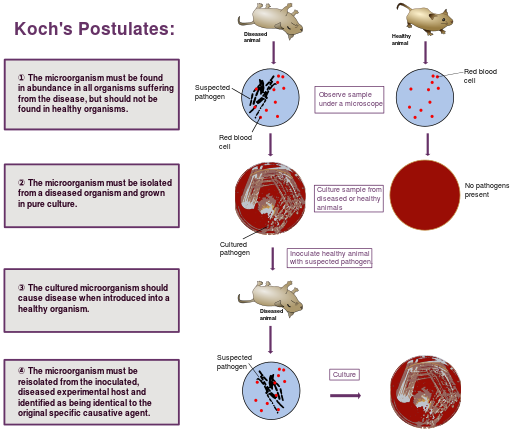 Koch's Postulates:
Diseased
animal
Healthy
animal
① The microorganism must be found
in abundance in all organisms suffering
from the disease, but should not be
found in healthy organisms.
Suspected
pathogen
Red blood
cell
Observe sample
under a microscope
Red blood
cell
② The microorganism must be isolated
from a diseased organism and grown
in pure culture.
Culture sample from
diseased or healthy
animals
No pathogens
present
Cultured
pathogen
Inoculate healthy animal
with suspected pathogen.
③ The cultured microorganism should
cause disease when introduced into a
healthy organism.
Diseased
animal
④ The microorganism must be
reisolated from the inoculated,
diseased experimental host and
identified as being identical to the
original specific causative agent.
Suspected
pathogen
Culture